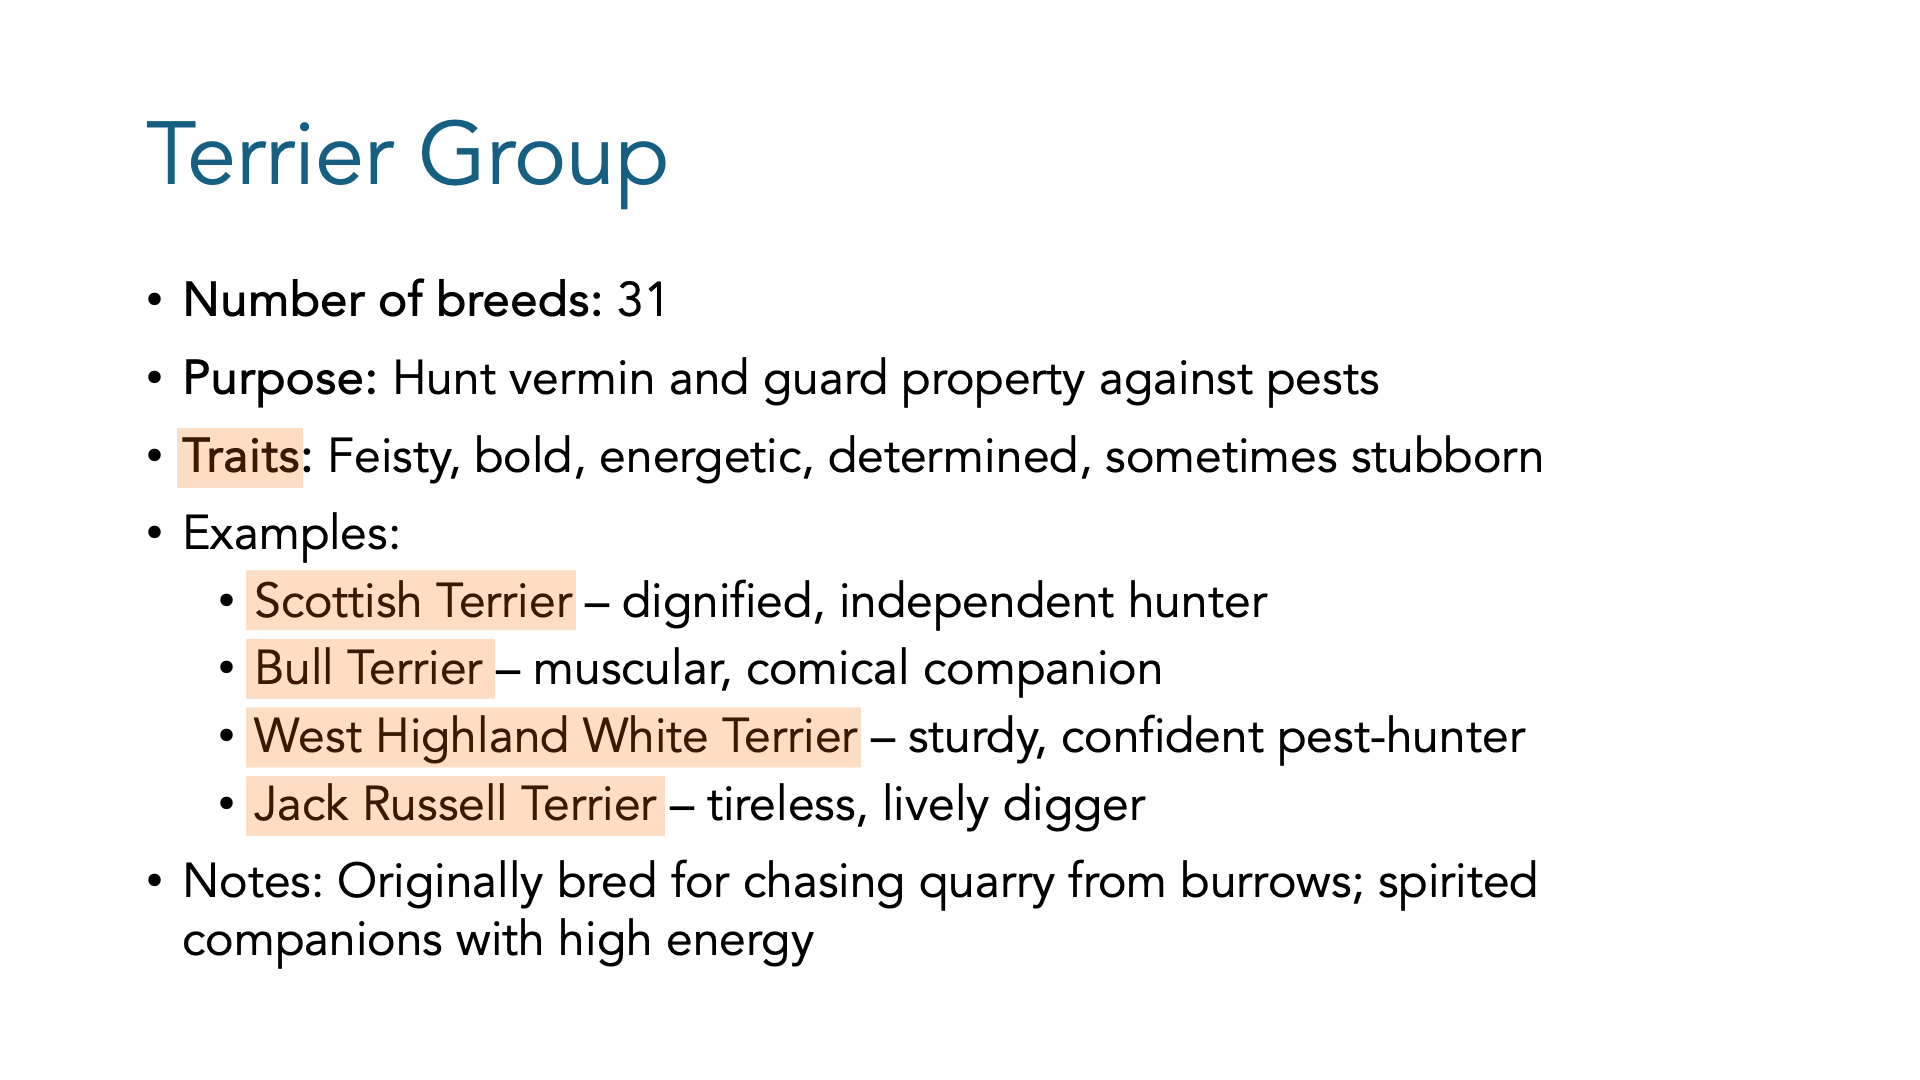 Terrier Group
• Number of breeds: 31
• Purpose: Hunt vermin and guard property against pests
• Traits: Feisty, bold, energetic, determined, sometimes stubborn
• Examples:
• Scottish Terrier – dignified, independent hunter
• Bull Terrier – muscular, comical companion
• West Highland White Terrier – sturdy, confident pest-hunter
• Jack Russell Terrier – tireless, lively digger
• Notes: Originally bred for chasing quarry from burrows; spirited
companions with high energy